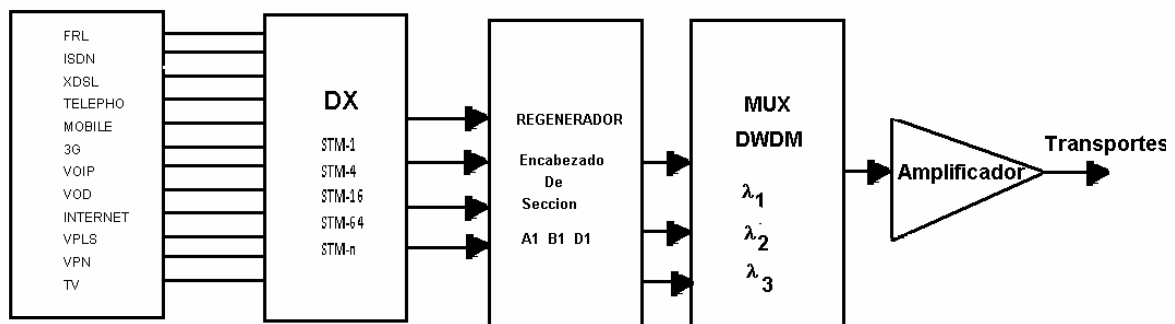 FRL
ISDN
XDSL
TELEPHO
MOBILE
3G
VOIP
VOD
INTERNET
VPLS
VPN
TV
DX
STM-1
STM-4
STM-16
STM-64
STM-n
REGENERADOR
Encabezado
De
Seccion
A1 B1 D1
MUX
DWDM
λ1
λ2
λ3
Amplificador
Transportes